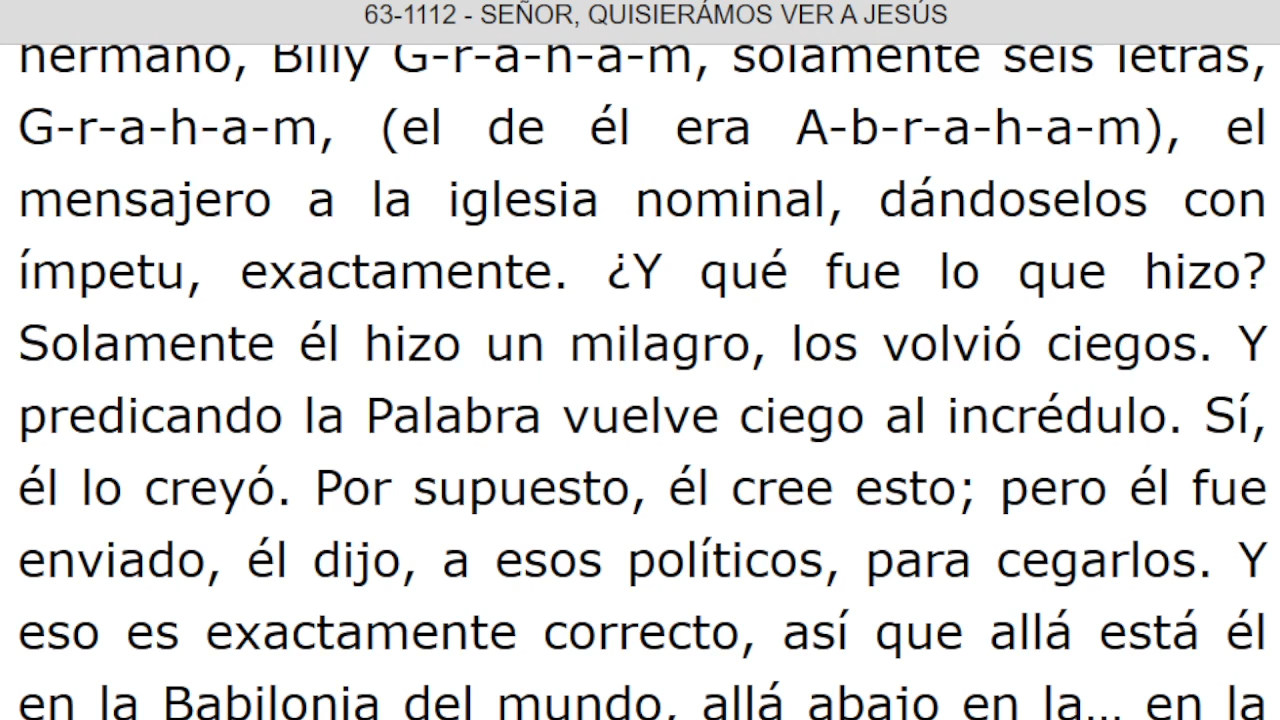 63-1112 - SEÑOR, QUISIERÁMOS VER A JESÚS
hermano, Billy G-r-a-h-a-m, solamente seis letras,
G-r-a-h-a-m, (el de él era A-b-r-a-h-a-m), el
mensajero a la iglesia nominal, dándoselos con
ímpetu, exactamente. ¿Y qué fue lo que hizo?
Solamente él hizo un milagro, los volvió ciegos. Y
predicando la Palabra vuelve ciego al incrédulo. Sí,
él lo creyó. Por supuesto, él cree esto; pero él fue
enviado, él dijo, a esos políticos, para cegarlos. Y
eso es exactamente correcto, así que allá está él
en la Babilonia del mundo, allá abajo en la... en la